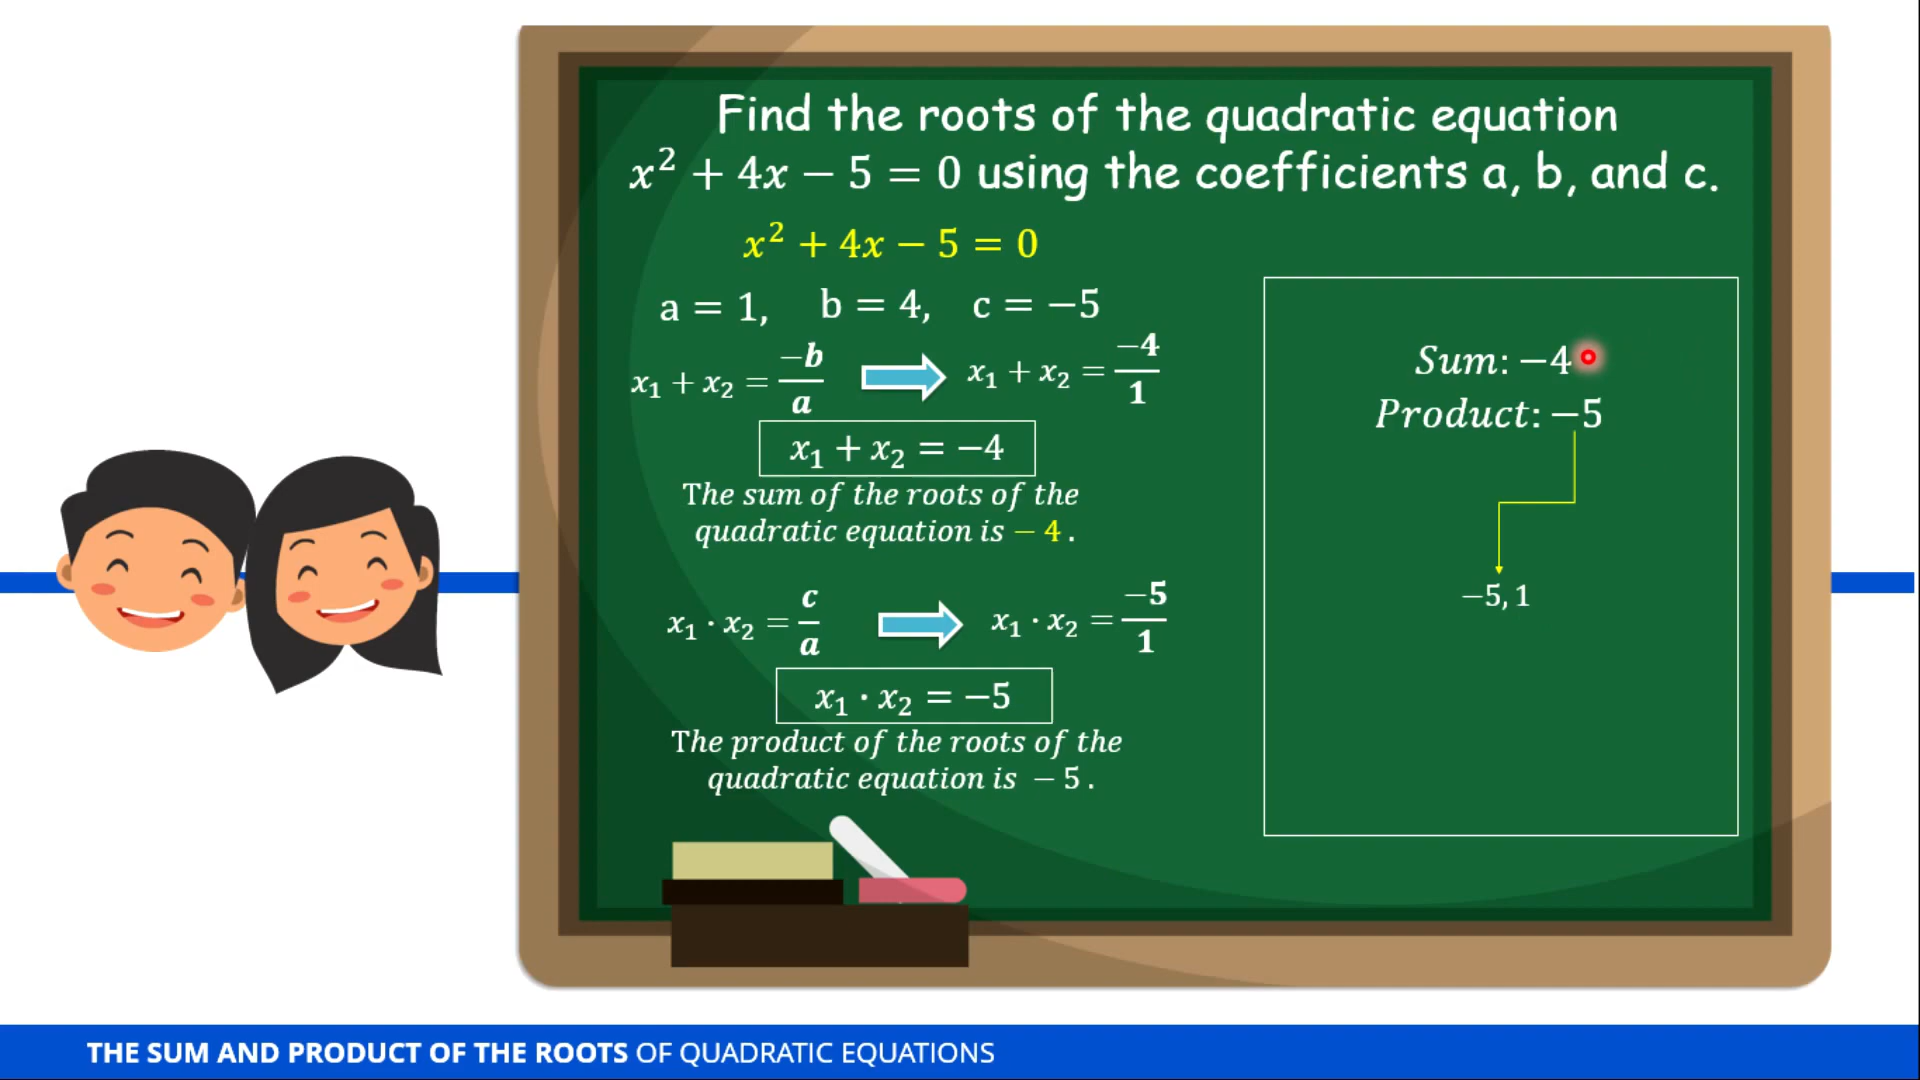 Find the roots of the quadratic equation
x² + 4x − 5 = 0 using the coefficients a, b, and c.
x² + 4x − 5 = 0
a = 1, b = 4, c = −5
x₁ + x₂ = −b/a x₁ + x₂ = −4/1
x₁ + x₂ = −4
The sum of the roots of the
quadratic equation is − 4 .
x₁ · x₂ = c/a x₁ · x₂ = −5/1
x₁ · x₂ = −5
The product of the roots of the
quadratic equation is − 5 .
Sum: −4
Product: −5
−5, 1
THE SUM AND PRODUCT OF THE ROOTS OF QUADRATIC EQUATIONS